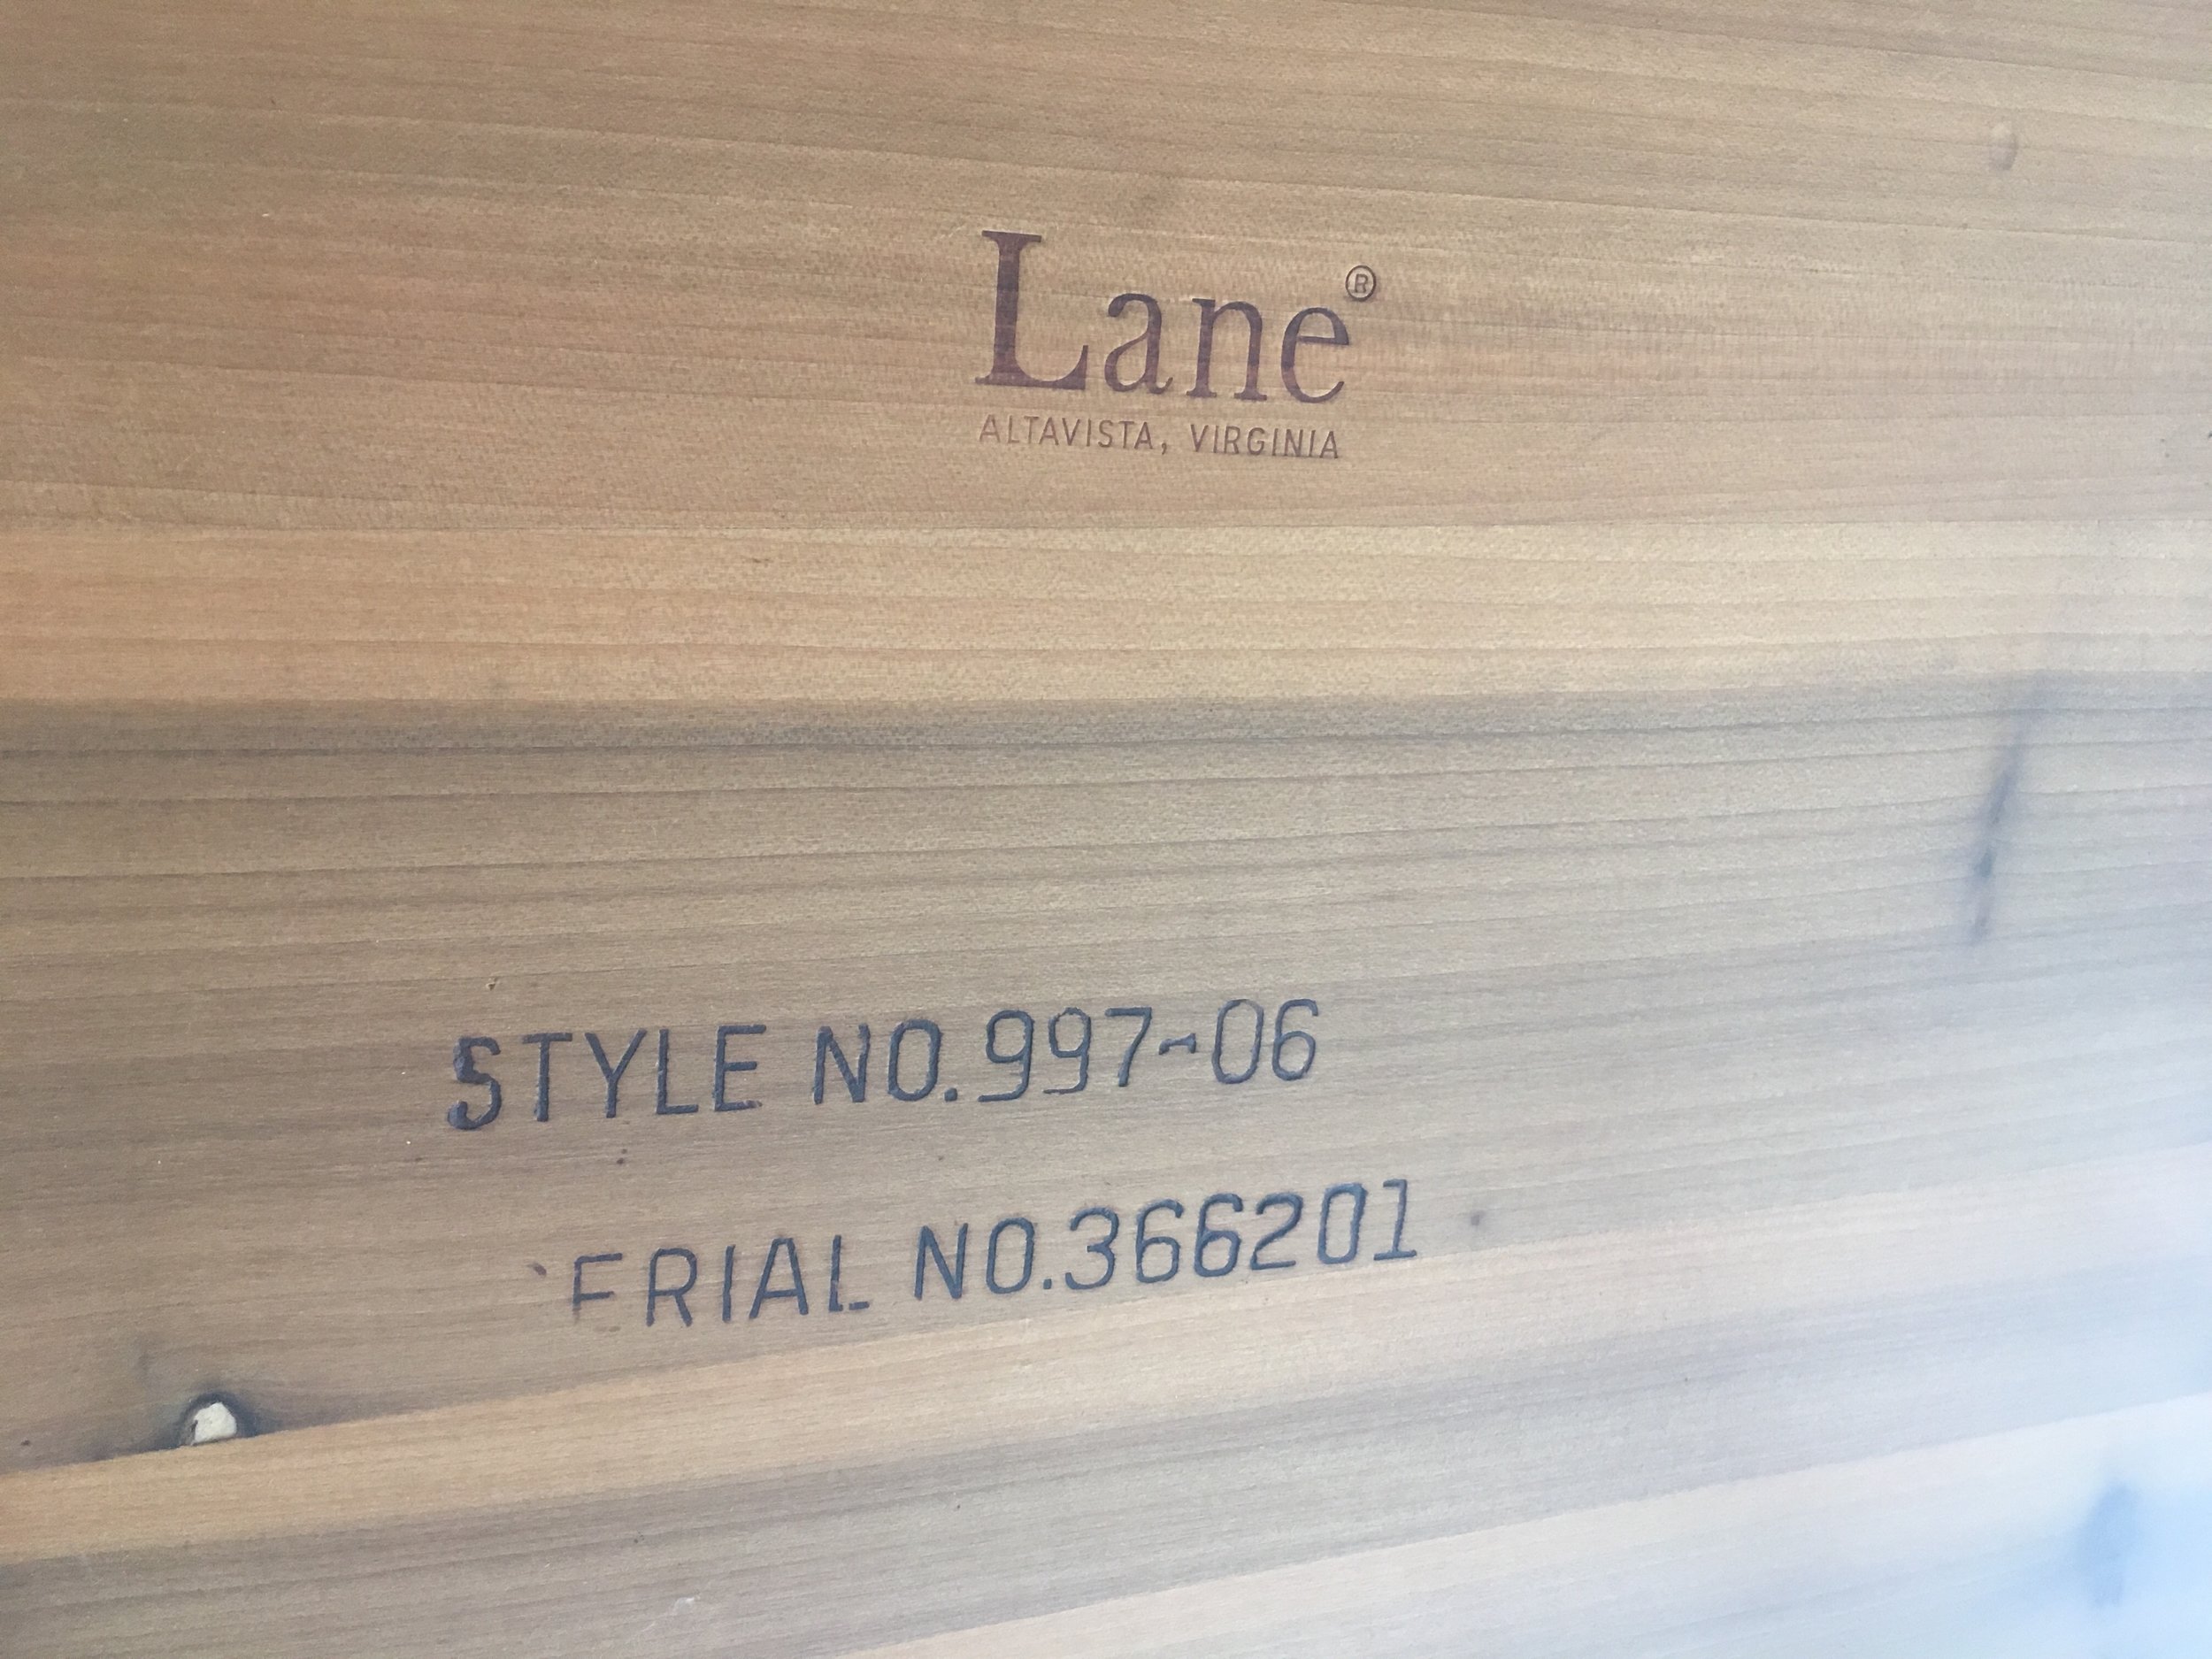 Lane®
ALTAVISTA, VIRGINIA
STYLE NO.997-06
ERIAL NO.366201